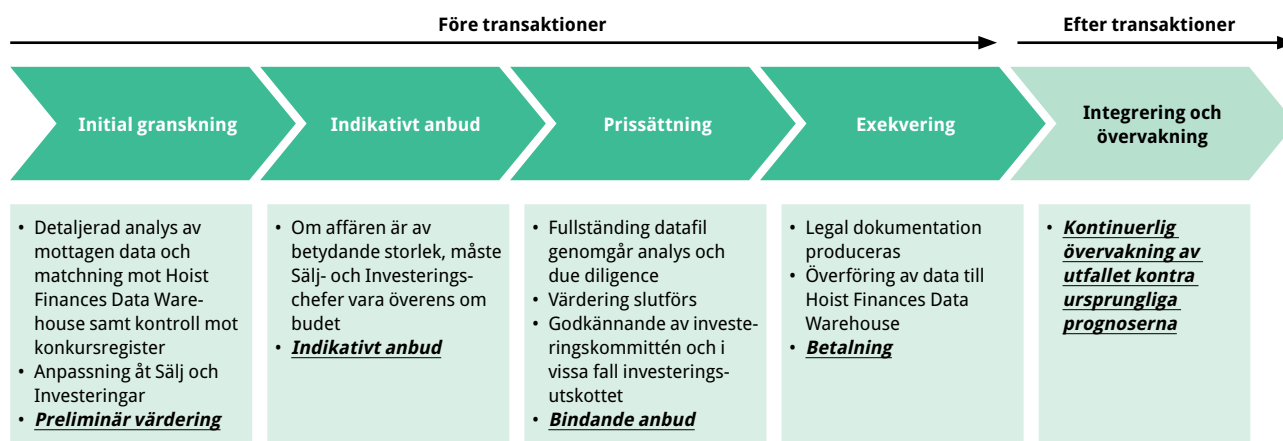 Före transaktioner
Efter transaktioner
Initial granskning
Indikativt anbud
Prissättning
Exekvering
Integrering och
övervakning
• Detaljerad analys av
mottagen data och
matchning mot Hoist
Finances Data Ware-
house samt kontroll mot
konkursregister
• Anpassning åt Sälj och
Investeringar
• Preliminär värdering
• Om affären är av
betydande storlek, måste
Sälj- och Investerings-
chefer vara överens om
budet
• Indikativt anbud
• Fullständing datafil
genomgår analys och
due diligence
• Värdering slutförs
• Godkännande av investe-
ringskommittén och i
vissa fall investerings-
utskottet
• Bindande anbud
• Legal dokumentation
produceras
• Överföring av data till
Hoist Finances Data
Warehouse
• Betalning
• Kontinuerlig
övervakning av
utfallet kontra
ursprungliga
prognoserna